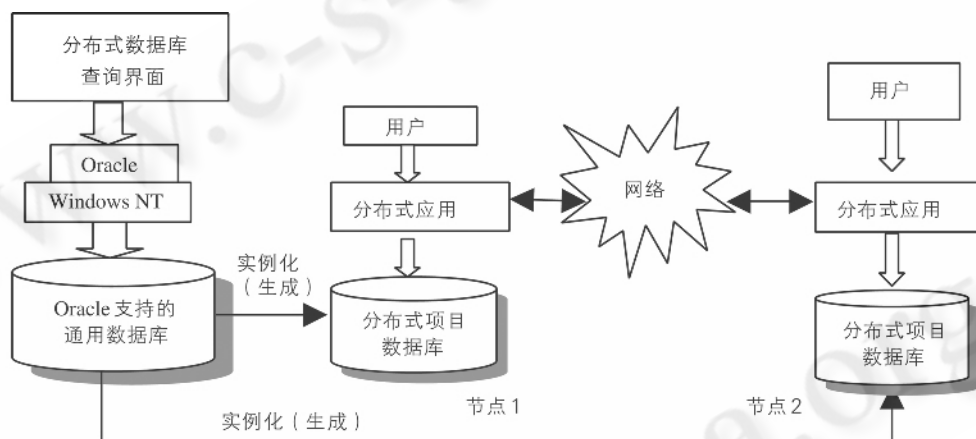 分布式数据库
查询界面
Oracle
Windows NT
Oracle支持的
通用数据库
实例化
(生成)
实例化(生成)
用户
分布式应用
分布式项目
数据库
节点1
网络
用户
分布式应用
分布式项目
数据库
节点2